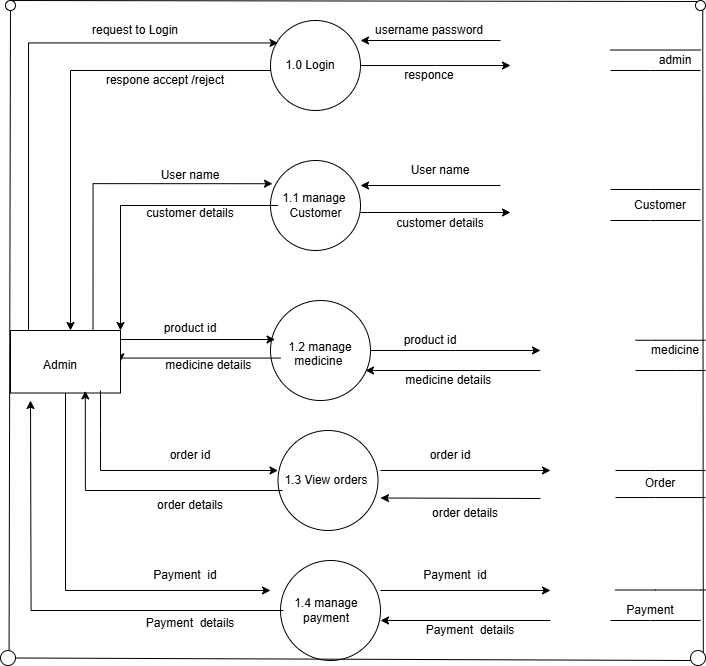 request to Login
username password
1.0 Login
admin
respone accept /reject
responce
User name
User name
1.1 manage
Customer
Customer
customer details
customer details
product id
product id
1.2 manage
medicine
medicine
Admin
medicine details
medicine details
order id
order id
1.3 View orders
Order
order details
order details
Payment id
Payment id
1.4 manage
payment
Payment
Payment details
Payment details